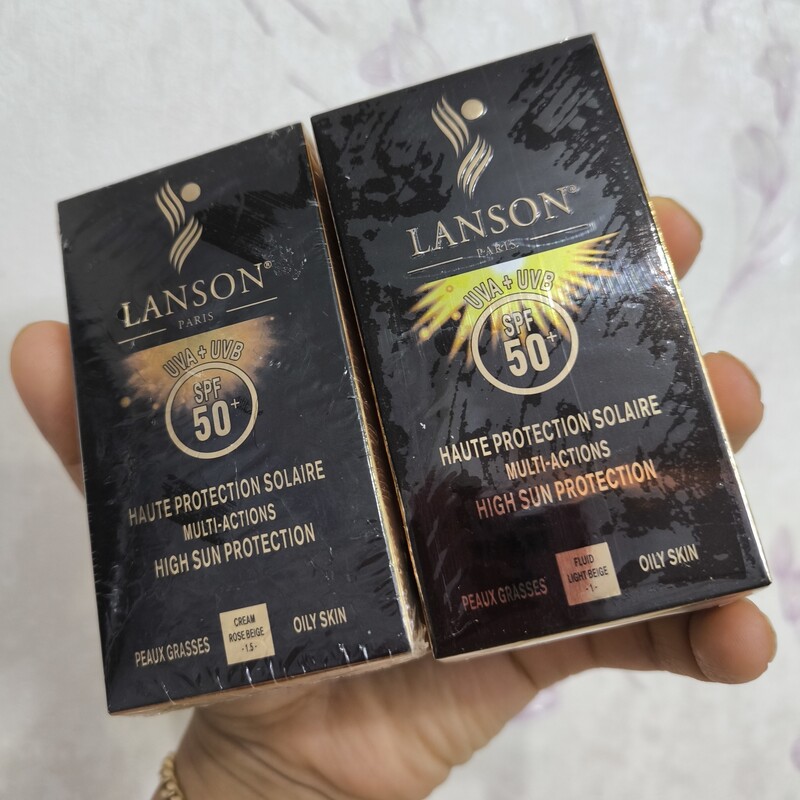 LANSON®
PARIS
UVA + UVB
SPF
50+
HAUTE PROTECTION SOLAIRE
MULTI-ACTIONS
HIGH SUN PROTECTION
PEAUX GRASSES
CREAM
ROSE BEIGE
- 1.5 -
OILY SKIN
LANSON®
PARIS
UVA + UVB
SPF
50+
HAUTE PROTECTION SOLAIRE
MULTI-ACTIONS
HIGH SUN PROTECTION
PEAUX GRASSES
FLUID
LIGHT BEIGE
- 1 -
OILY SKIN